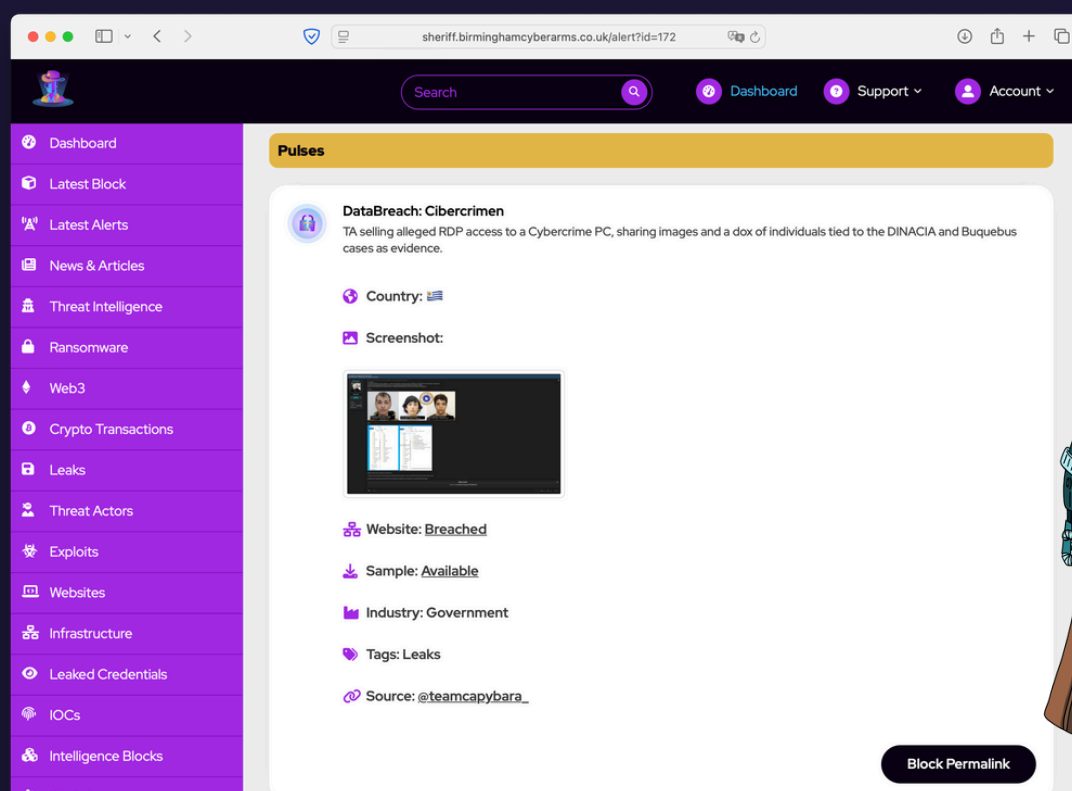 sheriff.birminghamcyberarms.co.uk/alert?id=172
Search
Dashboard
Support
Account
Dashboard
Latest Block
Latest Alerts
News & Articles
Threat Intelligence
Ransomware
Web3
Crypto Transactions
Leaks
Threat Actors
Exploits
Websites
Infrastructure
Leaked Credentials
IOCs
Intelligence Blocks
Pulses
DataBreach: Cibercrimen
TA selling alleged RDP access to a Cybercrime PC, sharing images and a dox of individuals tied to the DINACIA and Buquebus
cases as evidence.
Country:
Screenshot:
Website: Breached
Sample: Available
Industry: Government
Tags: Leaks
Source: @teamcapybara_
Block Permalink